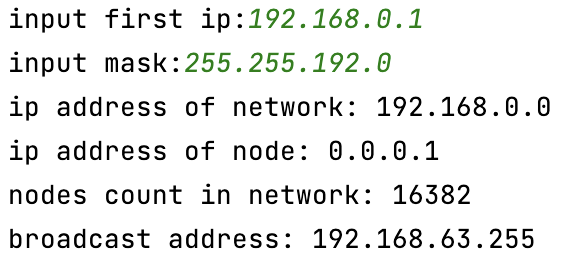 input first ip:192.168.0.1
input mask:255.255.192.0
ip address of network: 192.168.0.0
ip address of node: 0.0.0.1
nodes count in network: 16382
broadcast address: 192.168.63.255